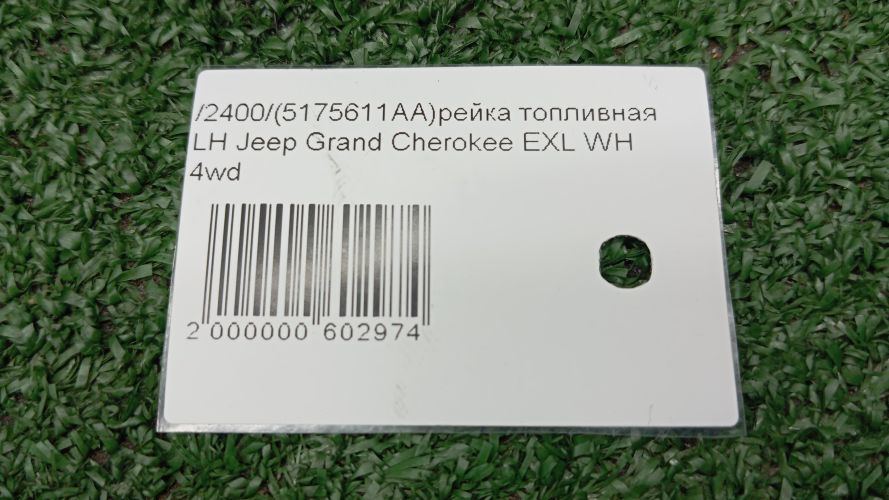 /2400/(5175611AA)рейка топливная
LH Jeep Grand Cherokee EXL WH
4wd
2 000000 602974